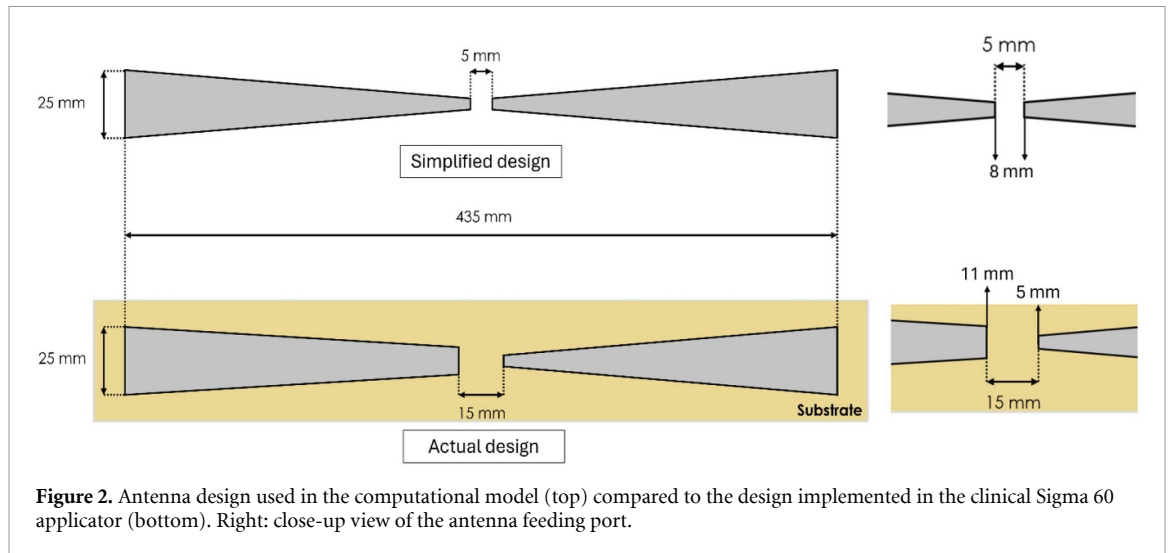 5 mm
25 mm
Simplified design
5 mm
8 mm
435 mm
25 mm
15 mm
Substrate
Actual design
11 mm
5 mm
15 mm
Figure 2. Antenna design used in the computational model (top) compared to the design implemented in the clinical Sigma 60
applicator (bottom). Right: close-up view of the antenna feeding port.